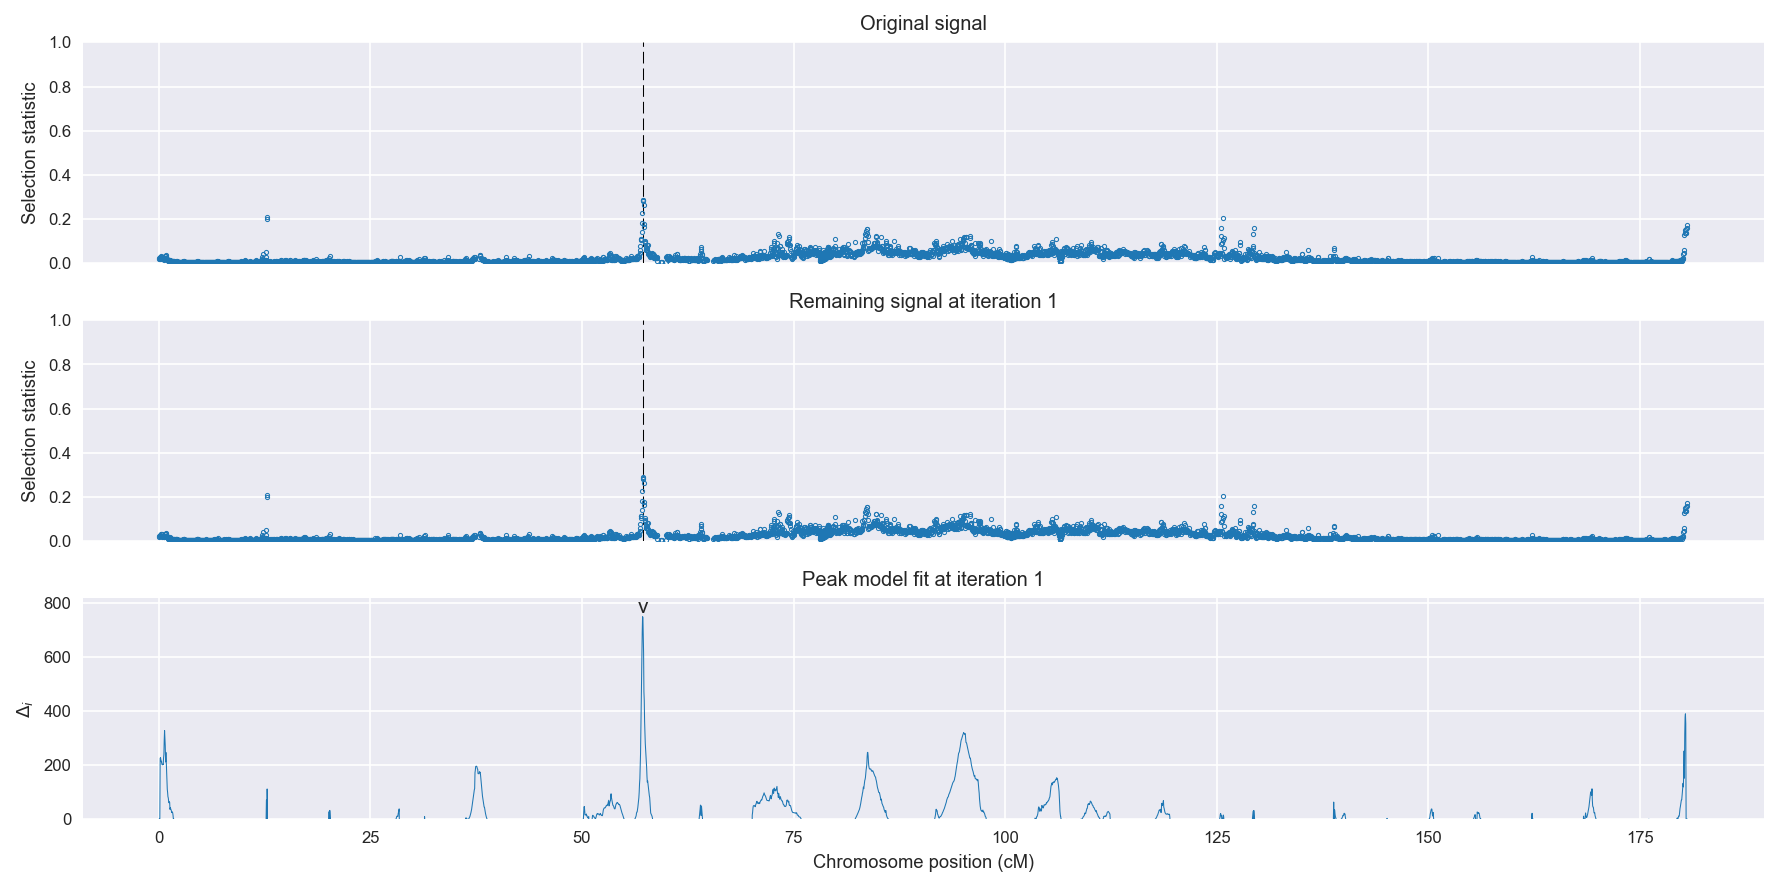 Original signal
1.0
0.8
0.6
0.4
0.2
0.0
Selection statistic
Remaining signal at iteration 1
1.0
0.8
0.6
0.4
0.2
0.0
Selection statistic
Peak model fit at iteration 1
v
800
600
400
200
0
Δi
0 25 50 75 100 125 150 175
Chromosome position (cM)